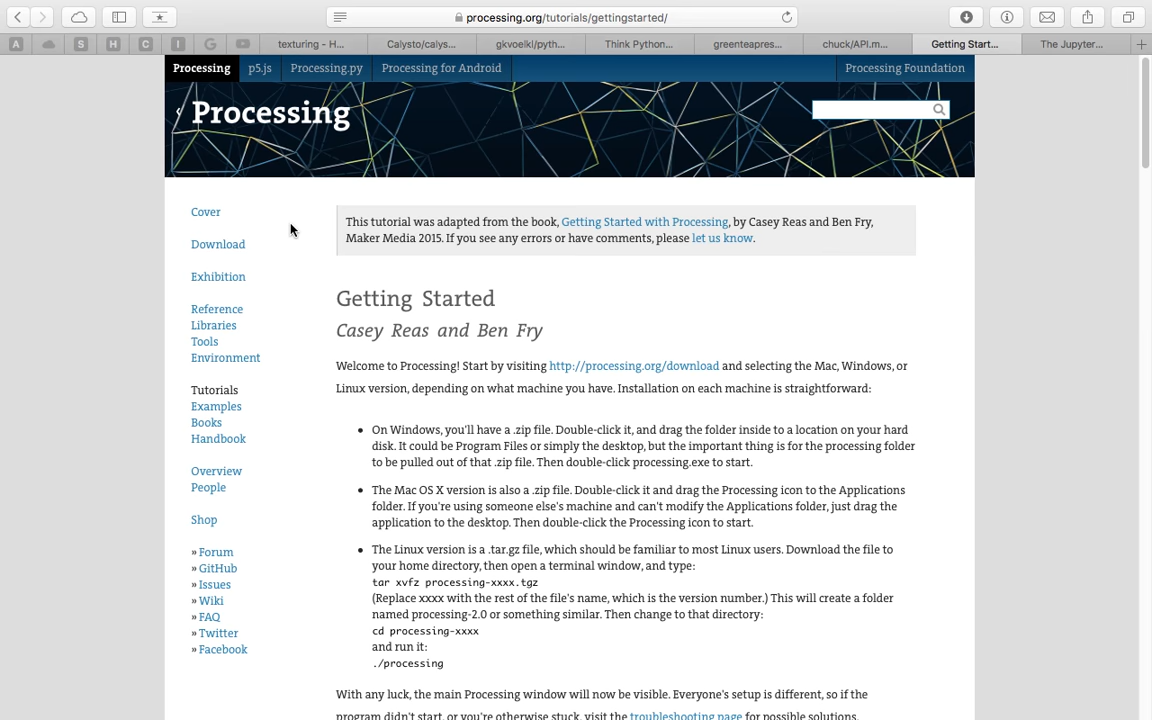 processing.org/tutorials/gettingstarted/
A
S
H
C
I
G
texturing - H...
Calysto/calys...
gkvoelkl/pyth...
Think Python...
greenteapres...
chuck/API.m...
Getting Start...
The Jupyter...
Processing
p5.js
Processing.py
Processing for Android
Processing Foundation
Processing
Cover
Download
Exhibition
Reference
Libraries
Tools
Environment
Tutorials
Examples
Books
Handbook
Overview
People
Shop
» Forum
» GitHub
» Issues
» Wiki
» FAQ
» Twitter
» Facebook
This tutorial was adapted from the book, Getting Started with Processing, by Casey Reas and Ben Fry,
Maker Media 2015. If you see any errors or have comments, please let us know.
Getting Started
Casey Reas and Ben Fry
Welcome to Processing! Start by visiting http://processing.org/download and selecting the Mac, Windows, or
Linux version, depending on what machine you have. Installation on each machine is straightforward:
• On Windows, you'll have a .zip file. Double-click it, and drag the folder inside to a location on your hard
disk. It could be Program Files or simply the desktop, but the important thing is for the processing folder
to be pulled out of that .zip file. Then double-click processing.exe to start.
• The Mac OS X version is also a .zip file. Double-click it and drag the Processing icon to the Applications
folder. If you're using someone else's machine and can't modify the Applications folder, just drag the
application to the desktop. Then double-click the Processing icon to start.
• The Linux version is a .tar.gz file, which should be familiar to most Linux users. Download the file to
your home directory, then open a terminal window, and type:
tar xvfz processing-xxxx.tgz
(Replace xxxx with the rest of the file's name, which is the version number.) This will create a folder
named processing-2.0 or something similar. Then change to that directory:
cd processing-xxxx
and run it:
./processing
With any luck, the main Processing window will now be visible. Everyone's setup is different, so if the
program didn't start, or you're otherwise stuck, visit the troubleshooting page for possible solutions.